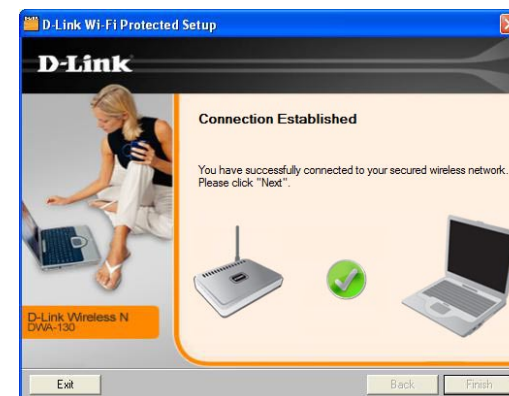 D-Link Wi-Fi Protected Setup
D-Link
Connection Established
You have successfully connected to your secured wireless network.
Please click "Next".
D-Link Wireless N
DWA-130
Exit
Back
Finish